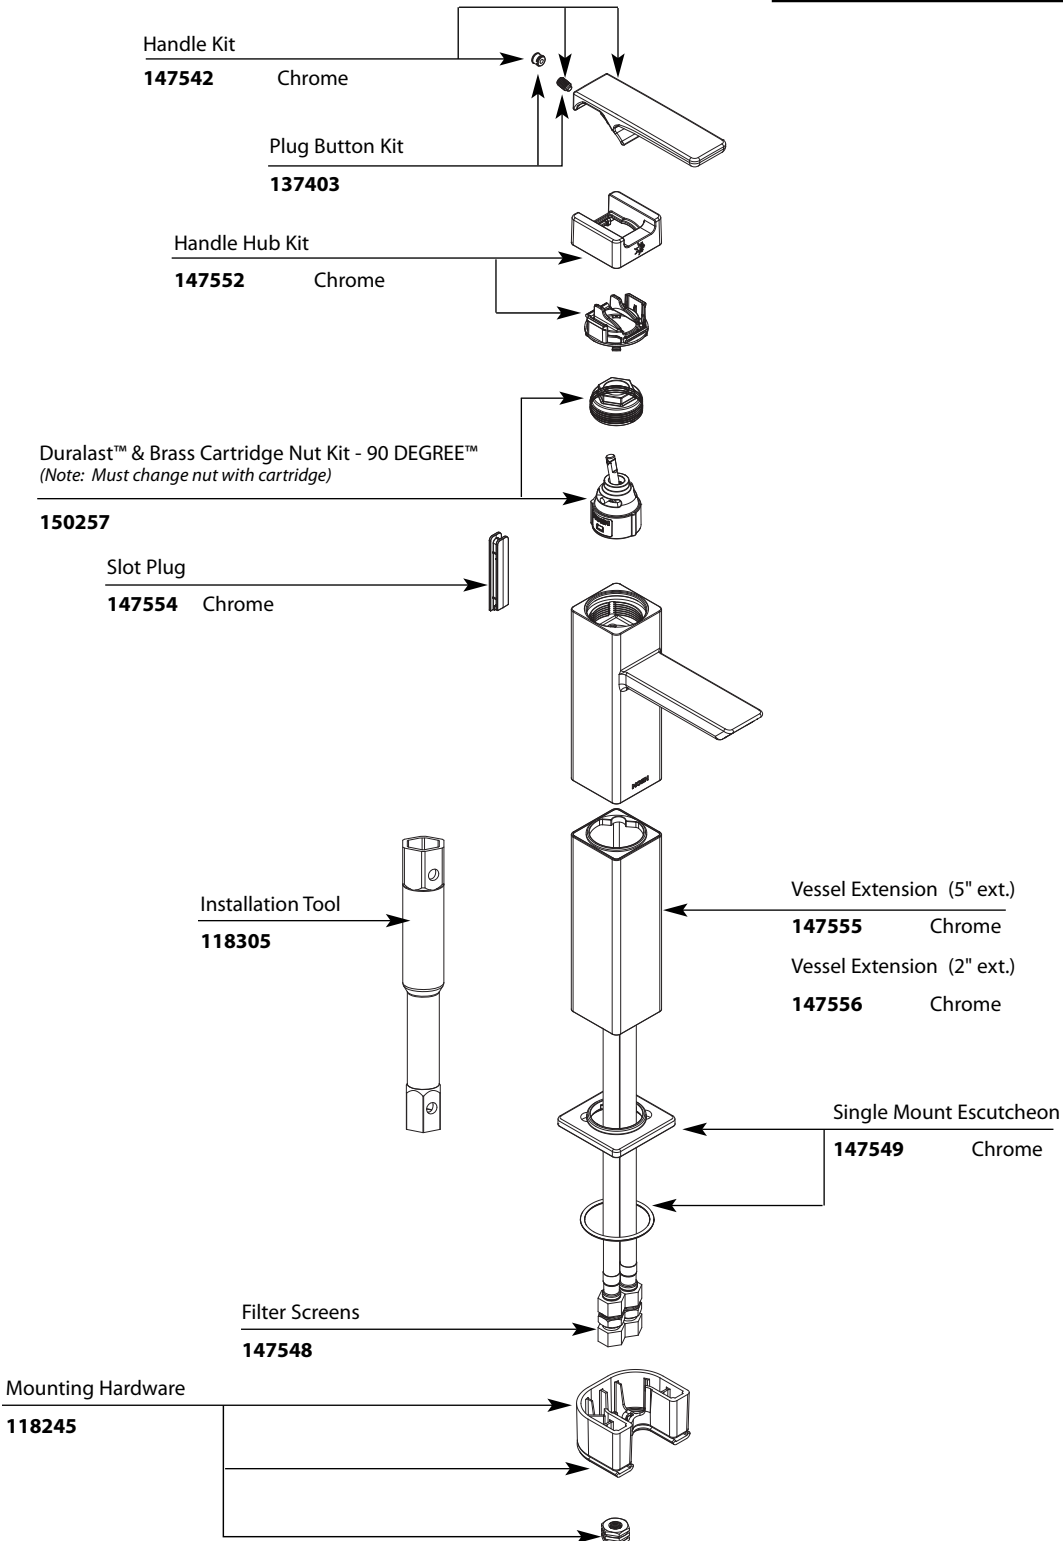 Handle Kit
147542 Chrome
Plug Button Kit
137403
Handle Hub Kit
147552 Chrome
Duralast™ & Brass Cartridge Nut Kit - 90 DEGREE™
(Note: Must change nut with cartridge)
150257
Slot Plug
147554 Chrome
MOEN
Installation Tool
118305
Vessel Extension (5" ext.)
147555 Chrome
Vessel Extension (2" ext.)
147556 Chrome
Single Mount Escutcheon
147549 Chrome
Filter Screens
147548
Mounting Hardware
118245